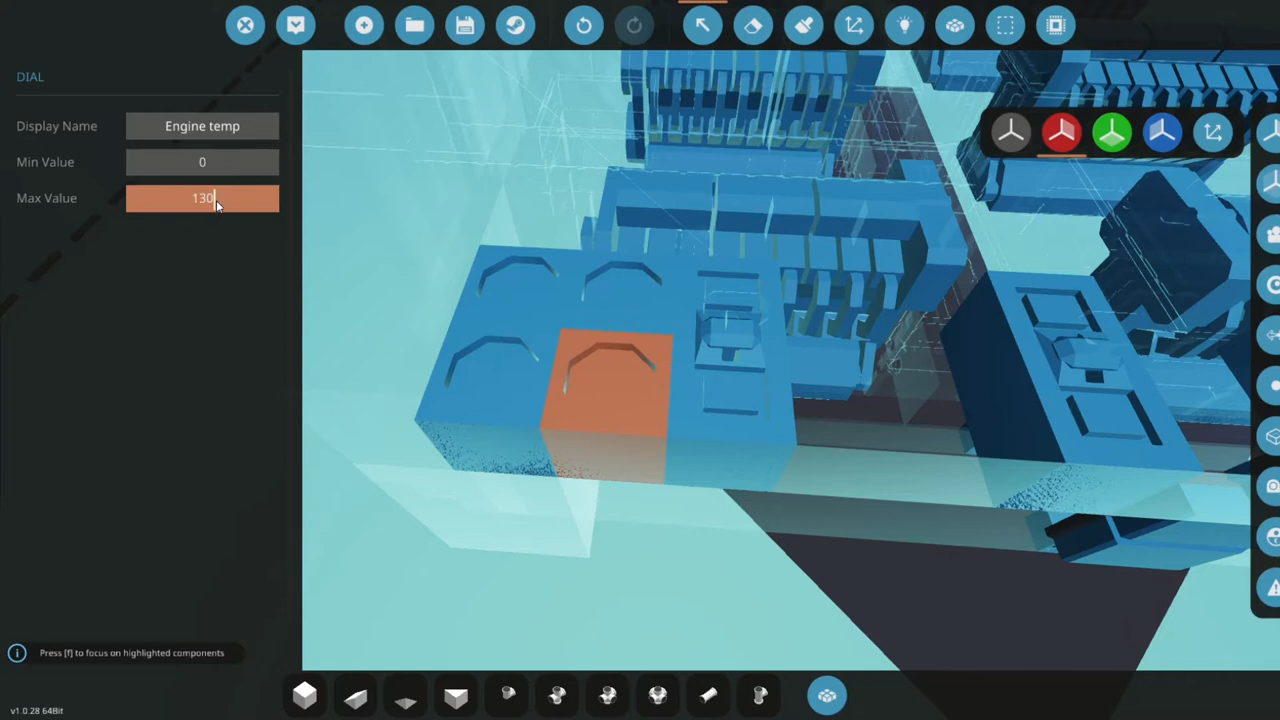 DIAL
Display Name Engine temp
Min Value 0
Max Value 130
Press [f] to focus on highlighted components
v1.0.28 64Bit